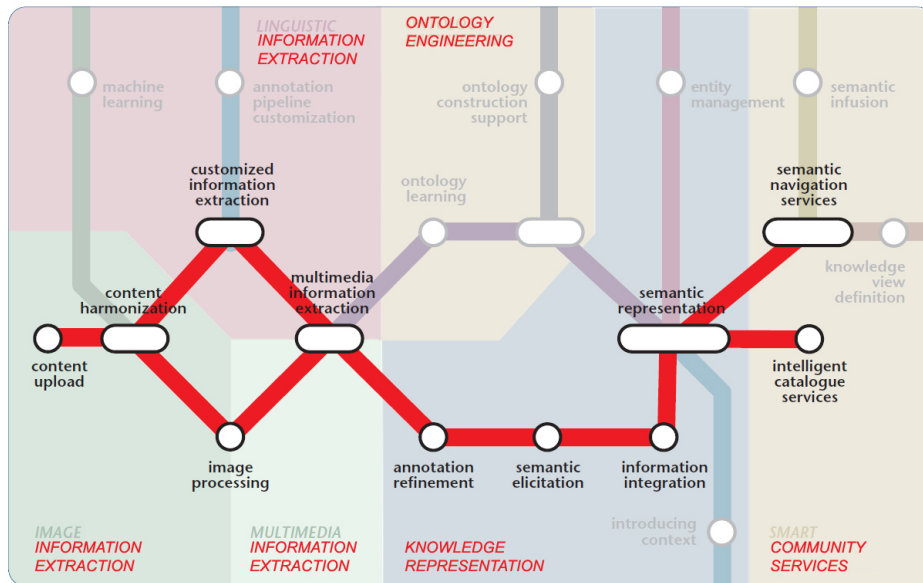 LINGUISTIC
INFORMATION
EXTRACTION
ONTOLOGY
ENGINEERING
machine
learning
annotation
pipeline
customization
ontology
construction
support
entity
management
semantic
infusion
customized
information
extraction
ontology
learning
semantic
navigation
services
content
harmonization
multimedia
information
extraction
semantic
representation
knowledge
view
definition
content
upload
intelligent
catalogue
services
image
processing
annotation
refinement
semantic
elicitation
information
integration
introducing
context
IMAGE
INFORMATION
EXTRACTION
MULTIMEDIA
INFORMATION
EXTRACTION
KNOWLEDGE
REPRESENTATION
SMART
COMMUNITY
SERVICES